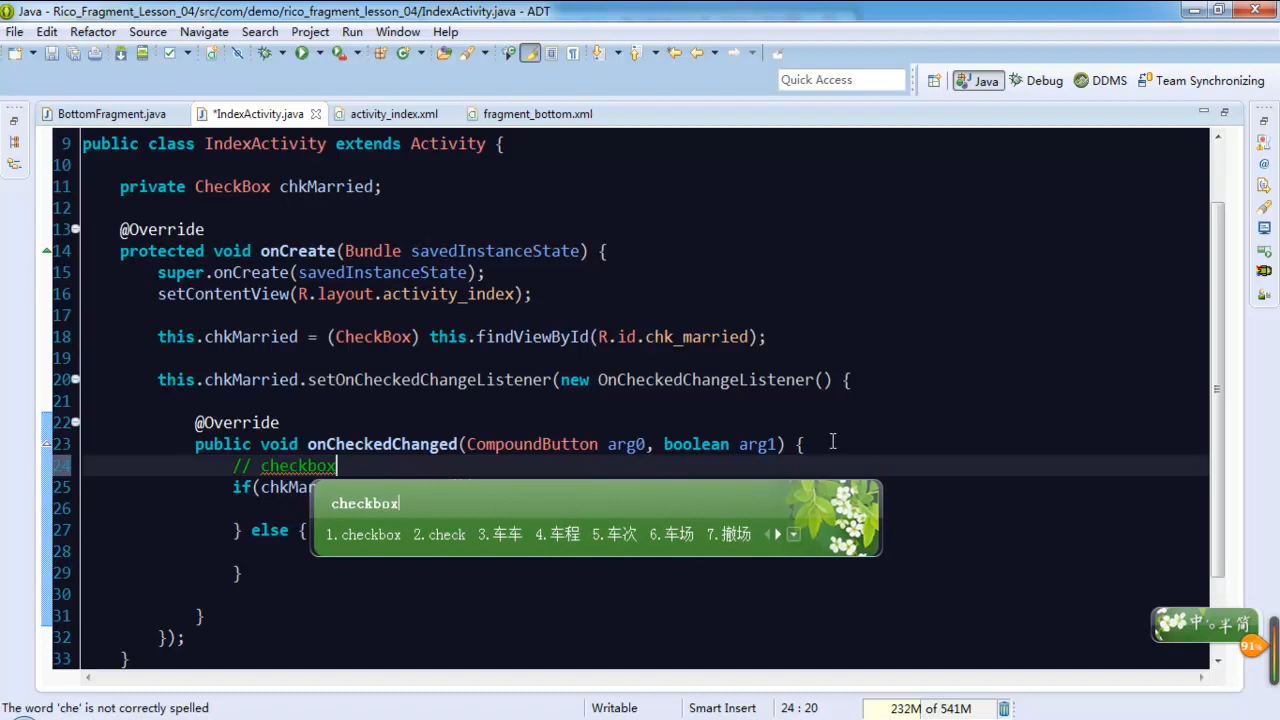 Java - Rico_Fragment_Lesson_04/src/com/demo/rico_fragment_lesson_04/IndexActivity.java - ADT
File Edit Refactor Source Navigate Search Project Run Window Help
Quick Access
Java Debug DDMS Team Synchronizing
BottomFragment.java *IndexActivity.java activity_index.xml fragment_bottom.xml
9 public class IndexActivity extends Activity {
10
11 private CheckBox chkMarried;
12
13 @Override
14 protected void onCreate(Bundle savedInstanceState) {
15 super.onCreate(savedInstanceState);
16 setContentView(R.layout.activity_index);
17
18 this.chkMarried = (CheckBox) this.findViewById(R.id.chk_married);
19
20 this.chkMarried.setOnCheckedChangeListener(new OnCheckedChangeListener() {
21
22 @Override
23 public void onCheckedChanged(CompoundButton arg0, boolean arg1) {
24 // checkbox
25 if(chkMar
checkbox
26
1.checkbox 2.check 3.车车 4.车程 5.车次 6.车场 7.撤场
27 } else {
28
29 }
30
31 }
32 });
33 }
中 半 简
91%
The word 'che' is not correctly spelled Writable Smart Insert 24 : 20 232M of 541M